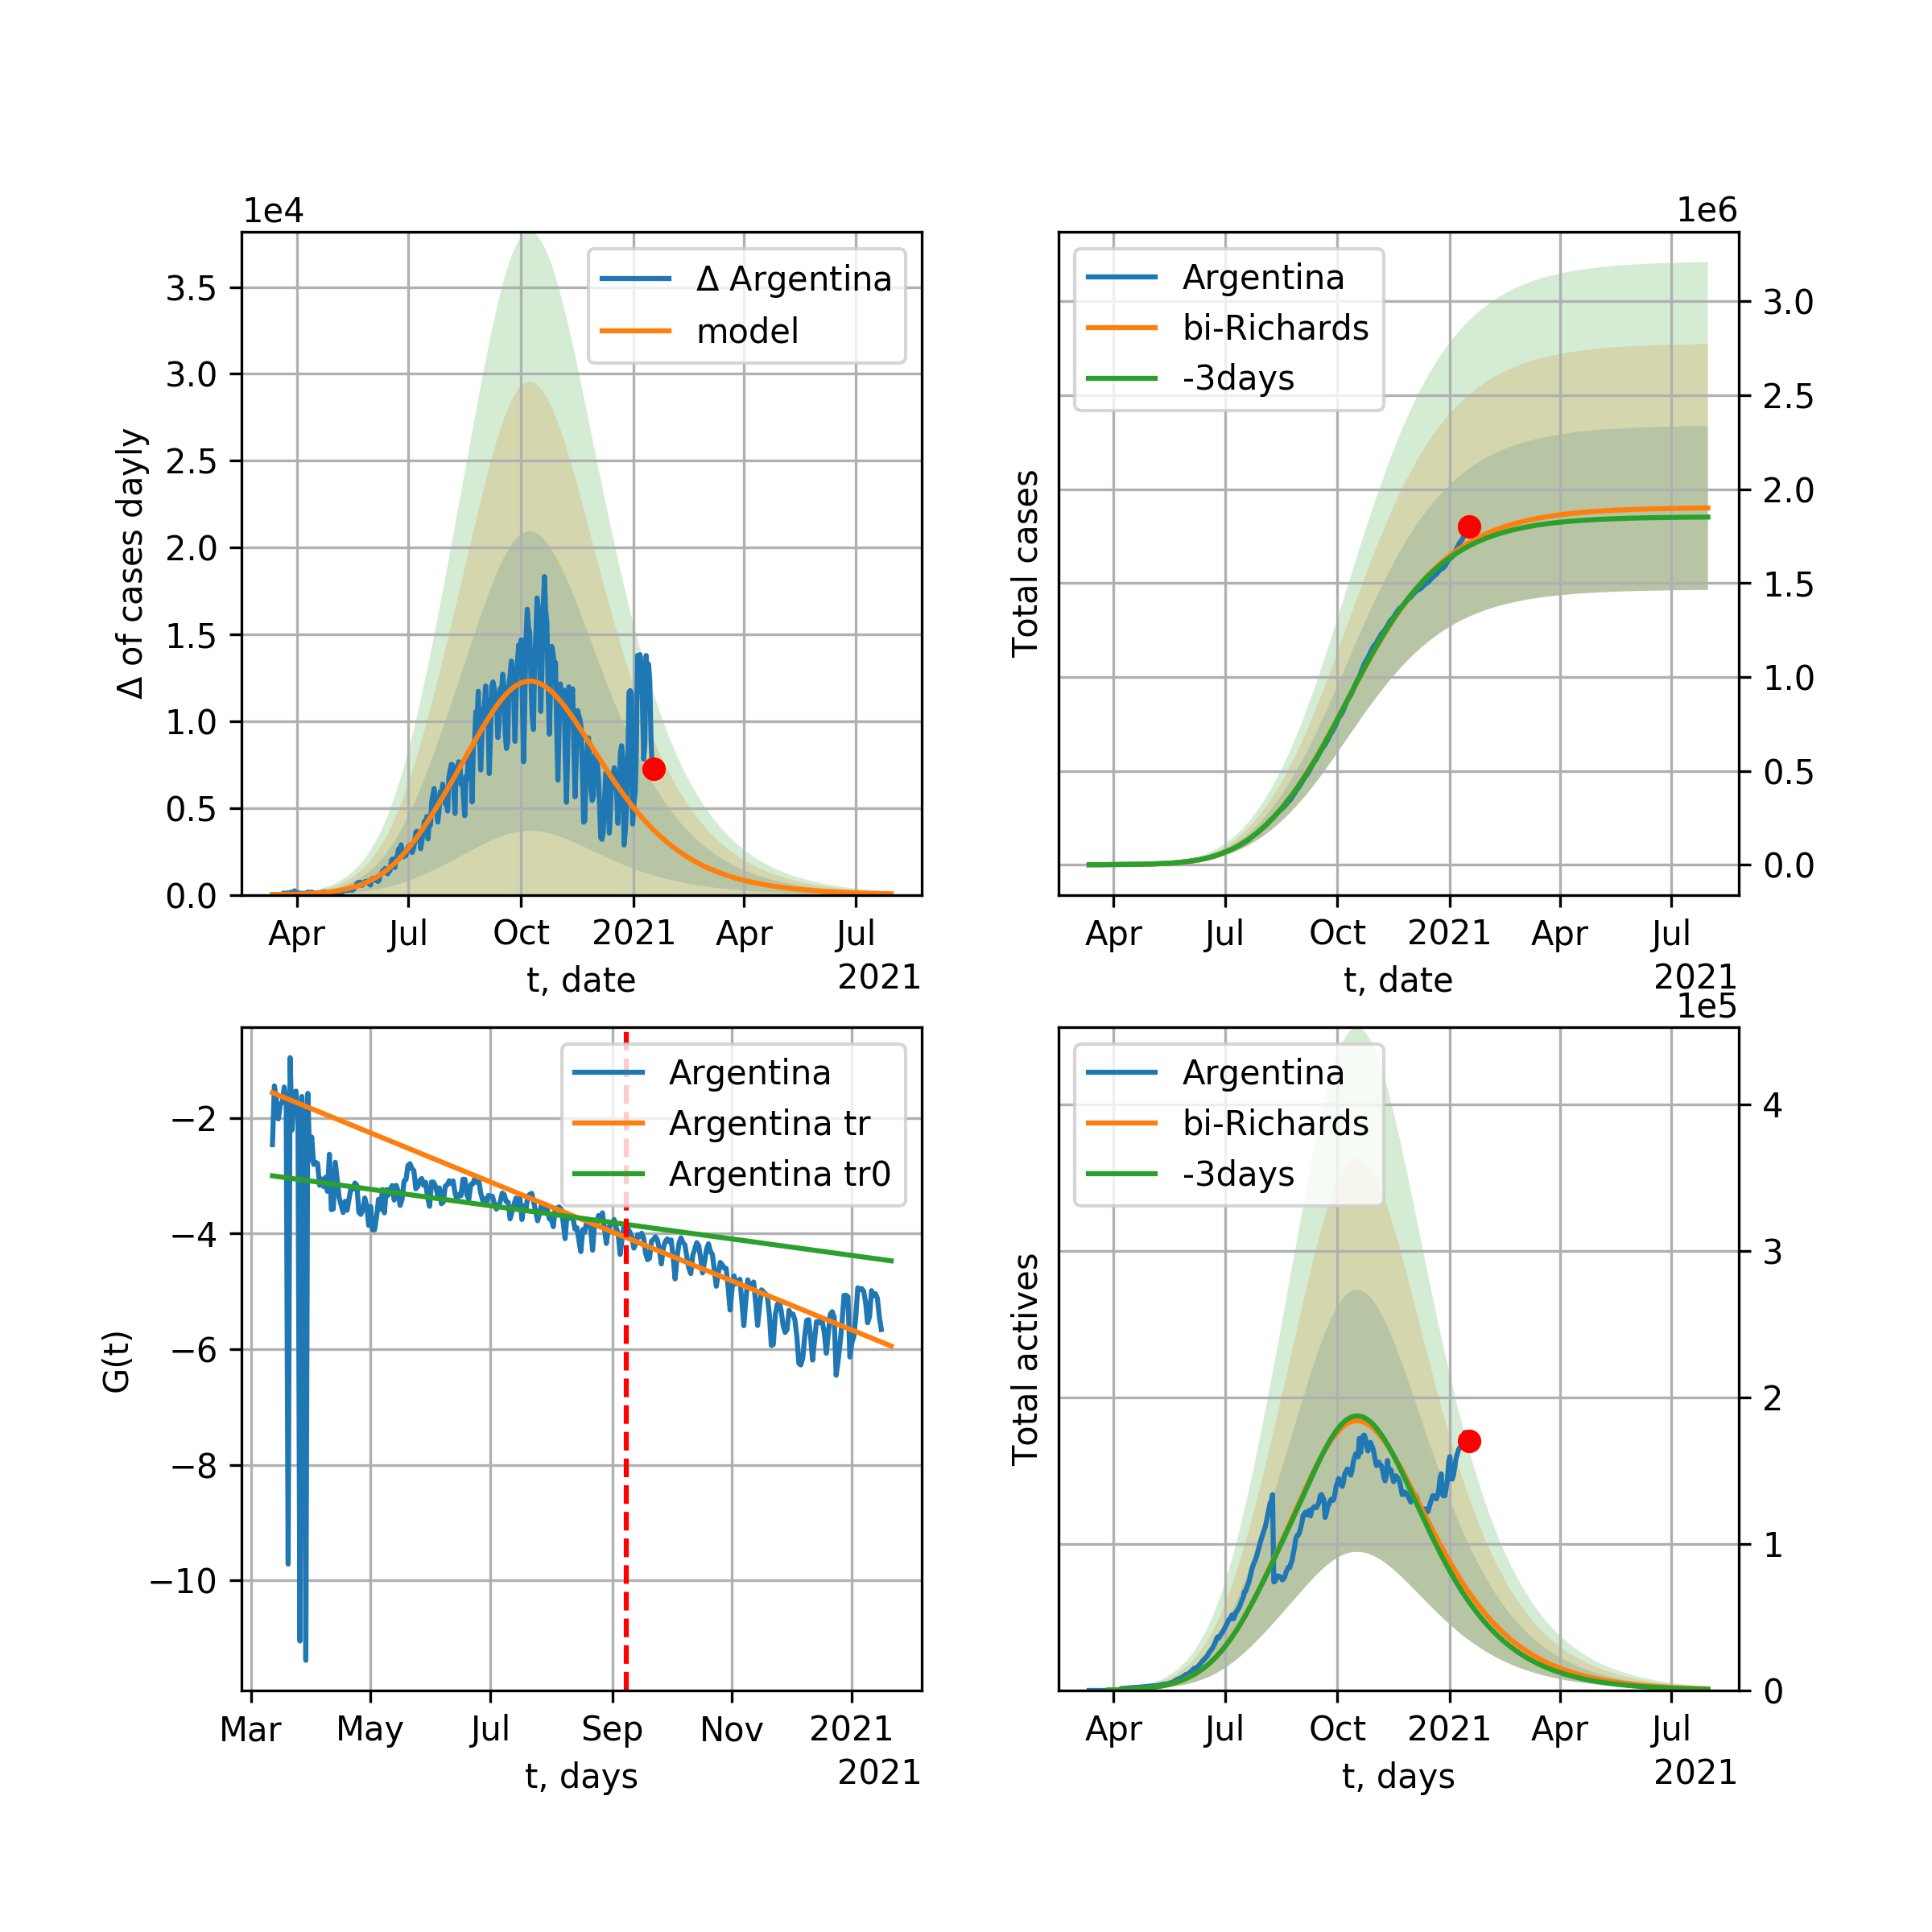 1e4
Δ of cases dayly
3.5
3.0
2.5
2.0
1.5
1.0
0.5
0.0
Δ Argentina
model
Apr Jul Oct 2021 Apr Jul
t, date
2021
1e6
Total cases
Argentina
bi-Richards
-3days
3.0
2.5
2.0
1.5
1.0
0.5
0.0
Apr Jul Oct 2021 Apr Jul
t, date
2021
G(t)
−2
−4
−6
−8
−10
Argentina
Argentina tr
Argentina tr0
Mar May Jul Sep Nov 2021
t, days
2021
1e5
Total actives
Argentina
bi-Richards
-3days
4
3
2
1
0
Apr Jul Oct 2021 Apr Jul
t, days
2021